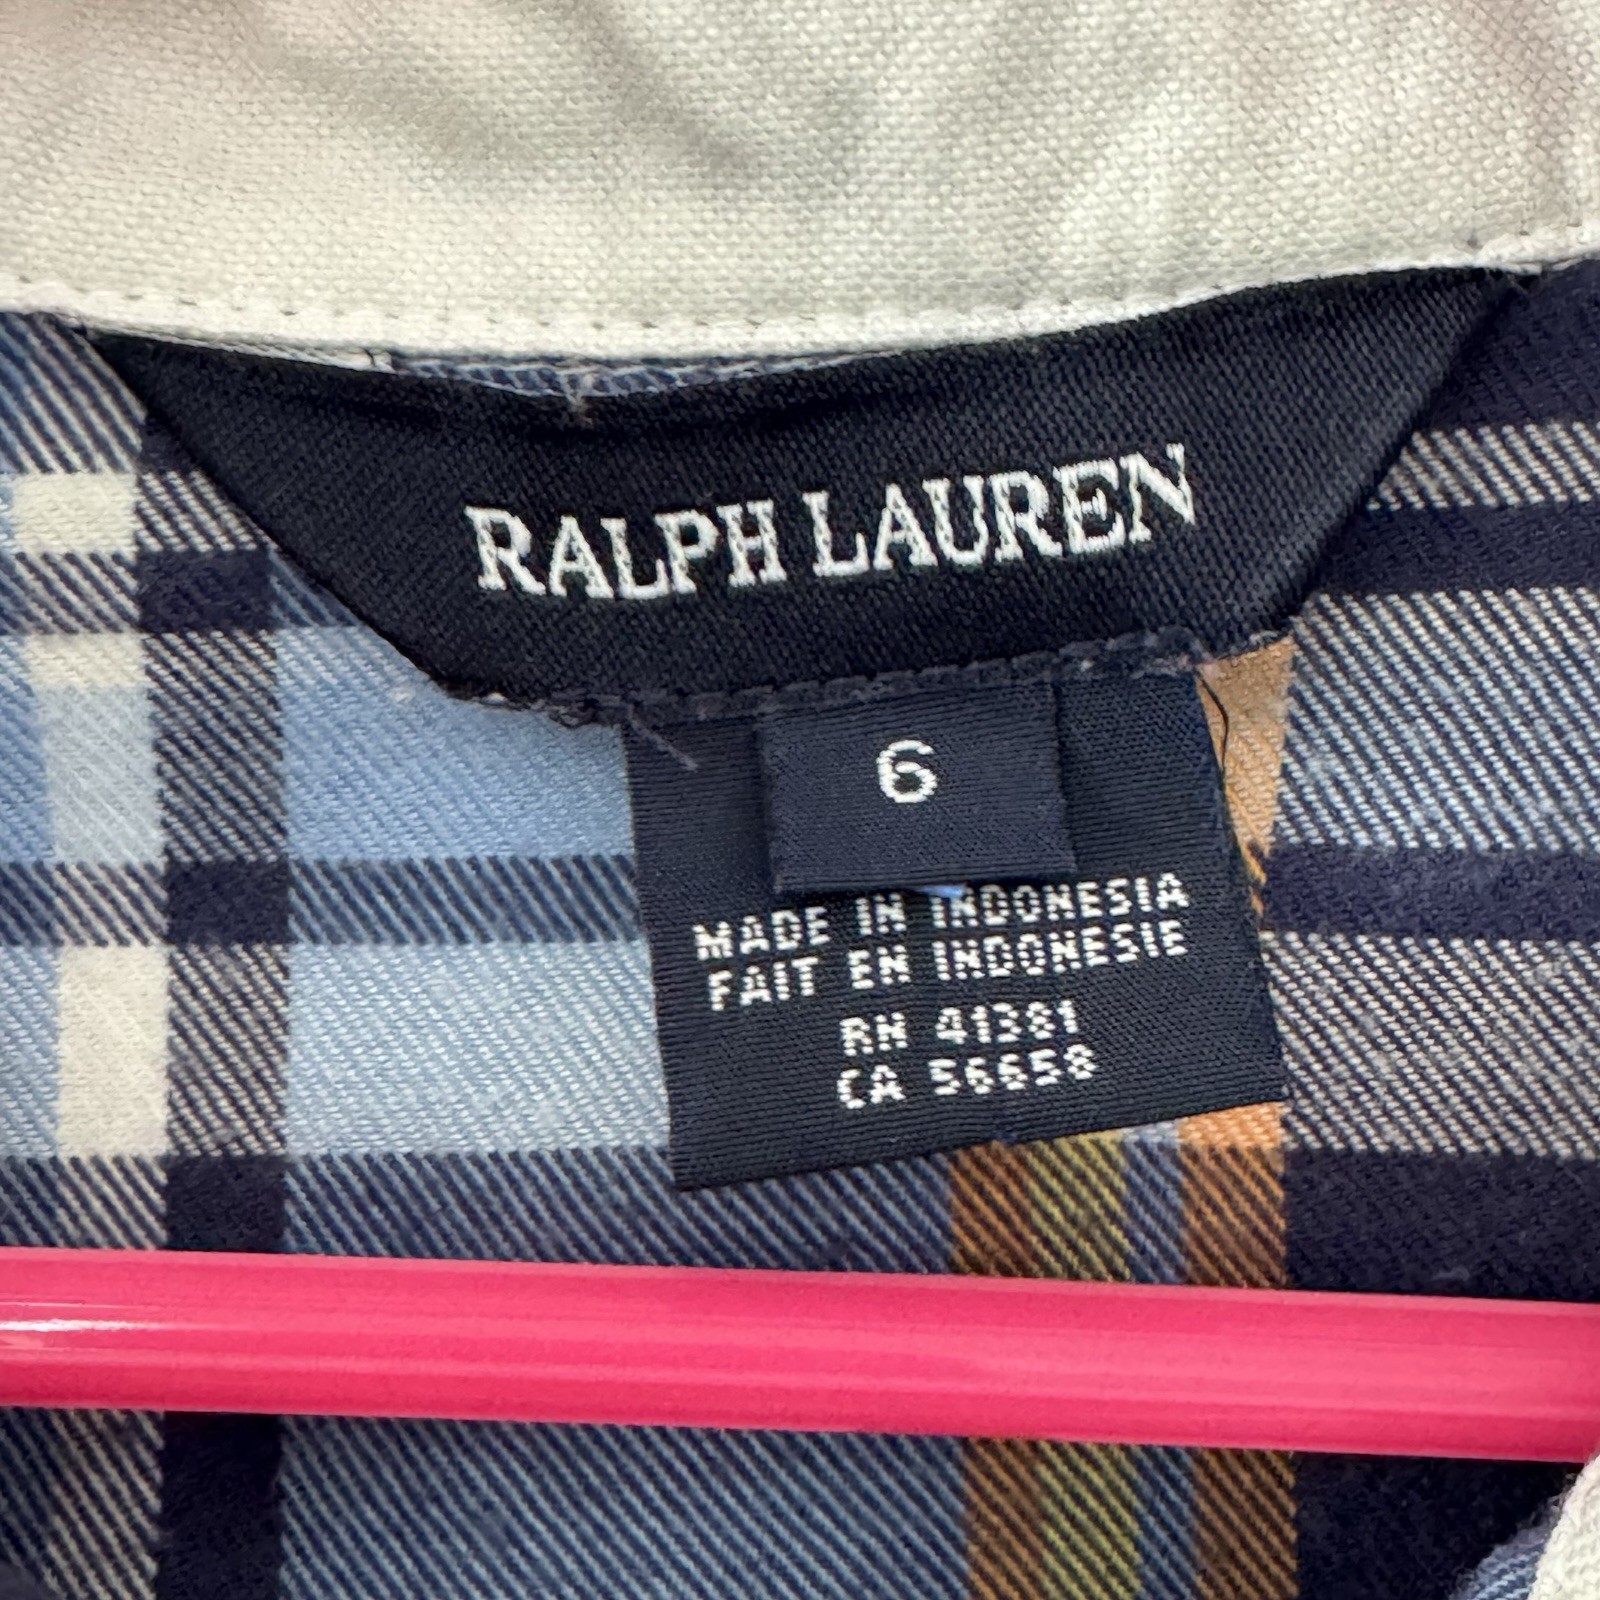 RALPH LAUREN
6
MADE IN INDONESIA
FAIT EN INDONESIE
RN 41381
CA 56658